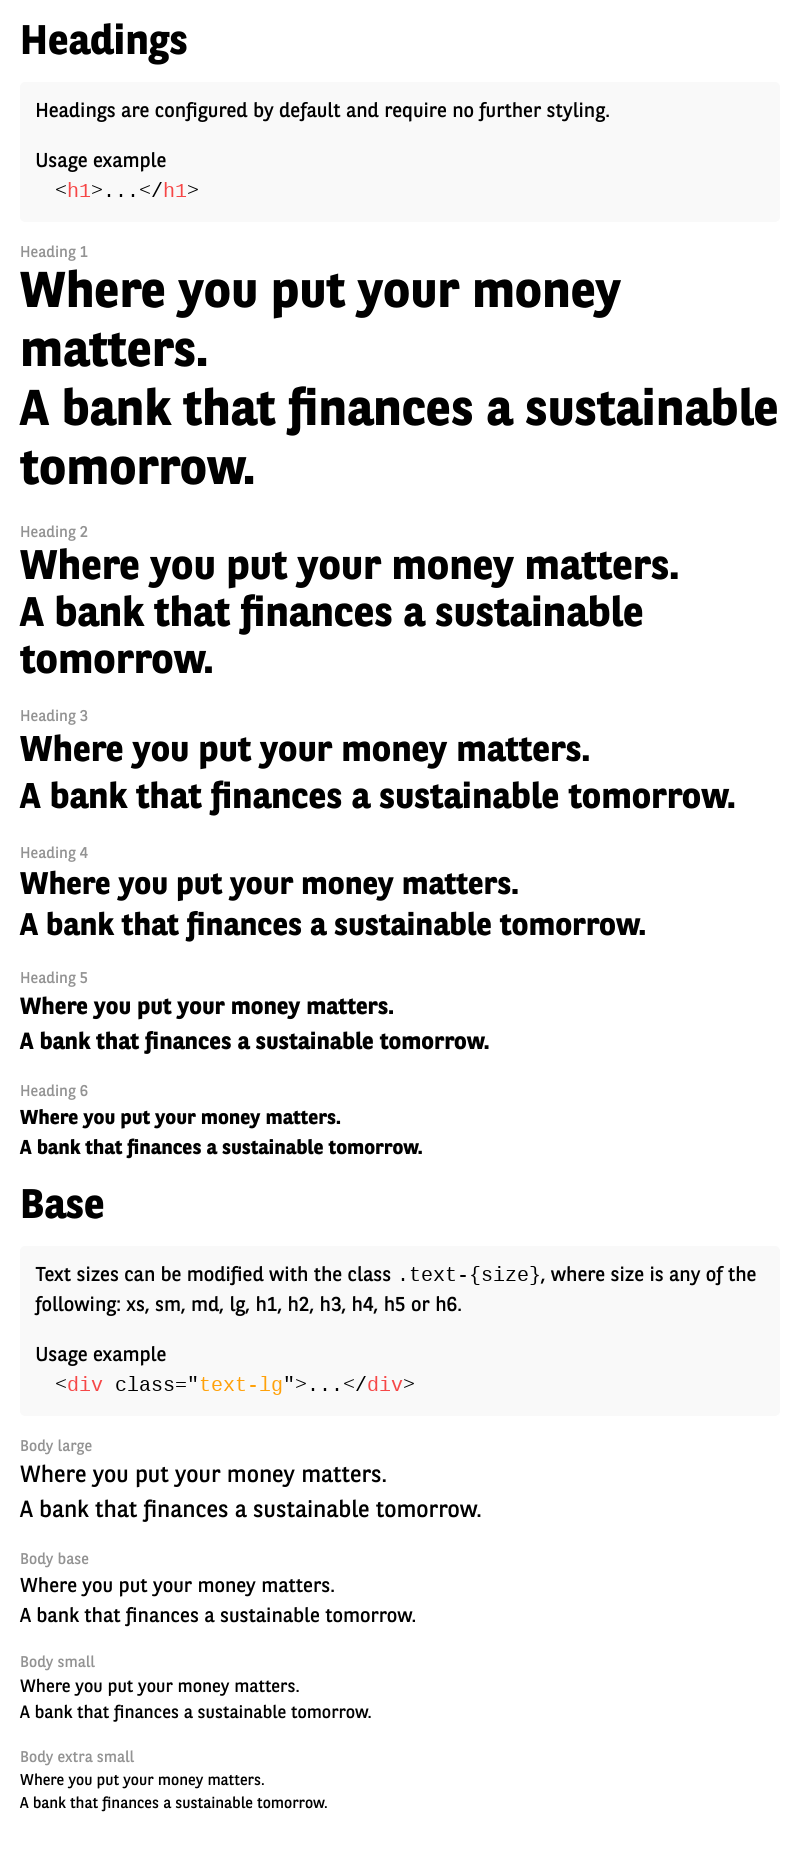 Headings
Headings are configured by default and require no further styling.
Usage example
<h1>...</h1>
Heading 1
Where you put your money
matters.
A bank that finances a sustainable
tomorrow.
Heading 2
Where you put your money matters.
A bank that finances a sustainable
tomorrow.
Heading 3
Where you put your money matters.
A bank that finances a sustainable tomorrow.
Heading 4
Where you put your money matters.
A bank that finances a sustainable tomorrow.
Heading 5
Where you put your money matters.
A bank that finances a sustainable tomorrow.
Heading 6
Where you put your money matters.
A bank that finances a sustainable tomorrow.
Base
Text sizes can be modified with the class .text-{size}, where size is any of the
following: xs, sm, md, lg, h1, h2, h3, h4, h5 or h6.
Usage example
<div class="text-lg">...</div>
Body large
Where you put your money matters.
A bank that finances a sustainable tomorrow.
Body base
Where you put your money matters.
A bank that finances a sustainable tomorrow.
Body small
Where you put your money matters.
A bank that finances a sustainable tomorrow.
Body extra small
Where you put your money matters.
A bank that finances a sustainable tomorrow.